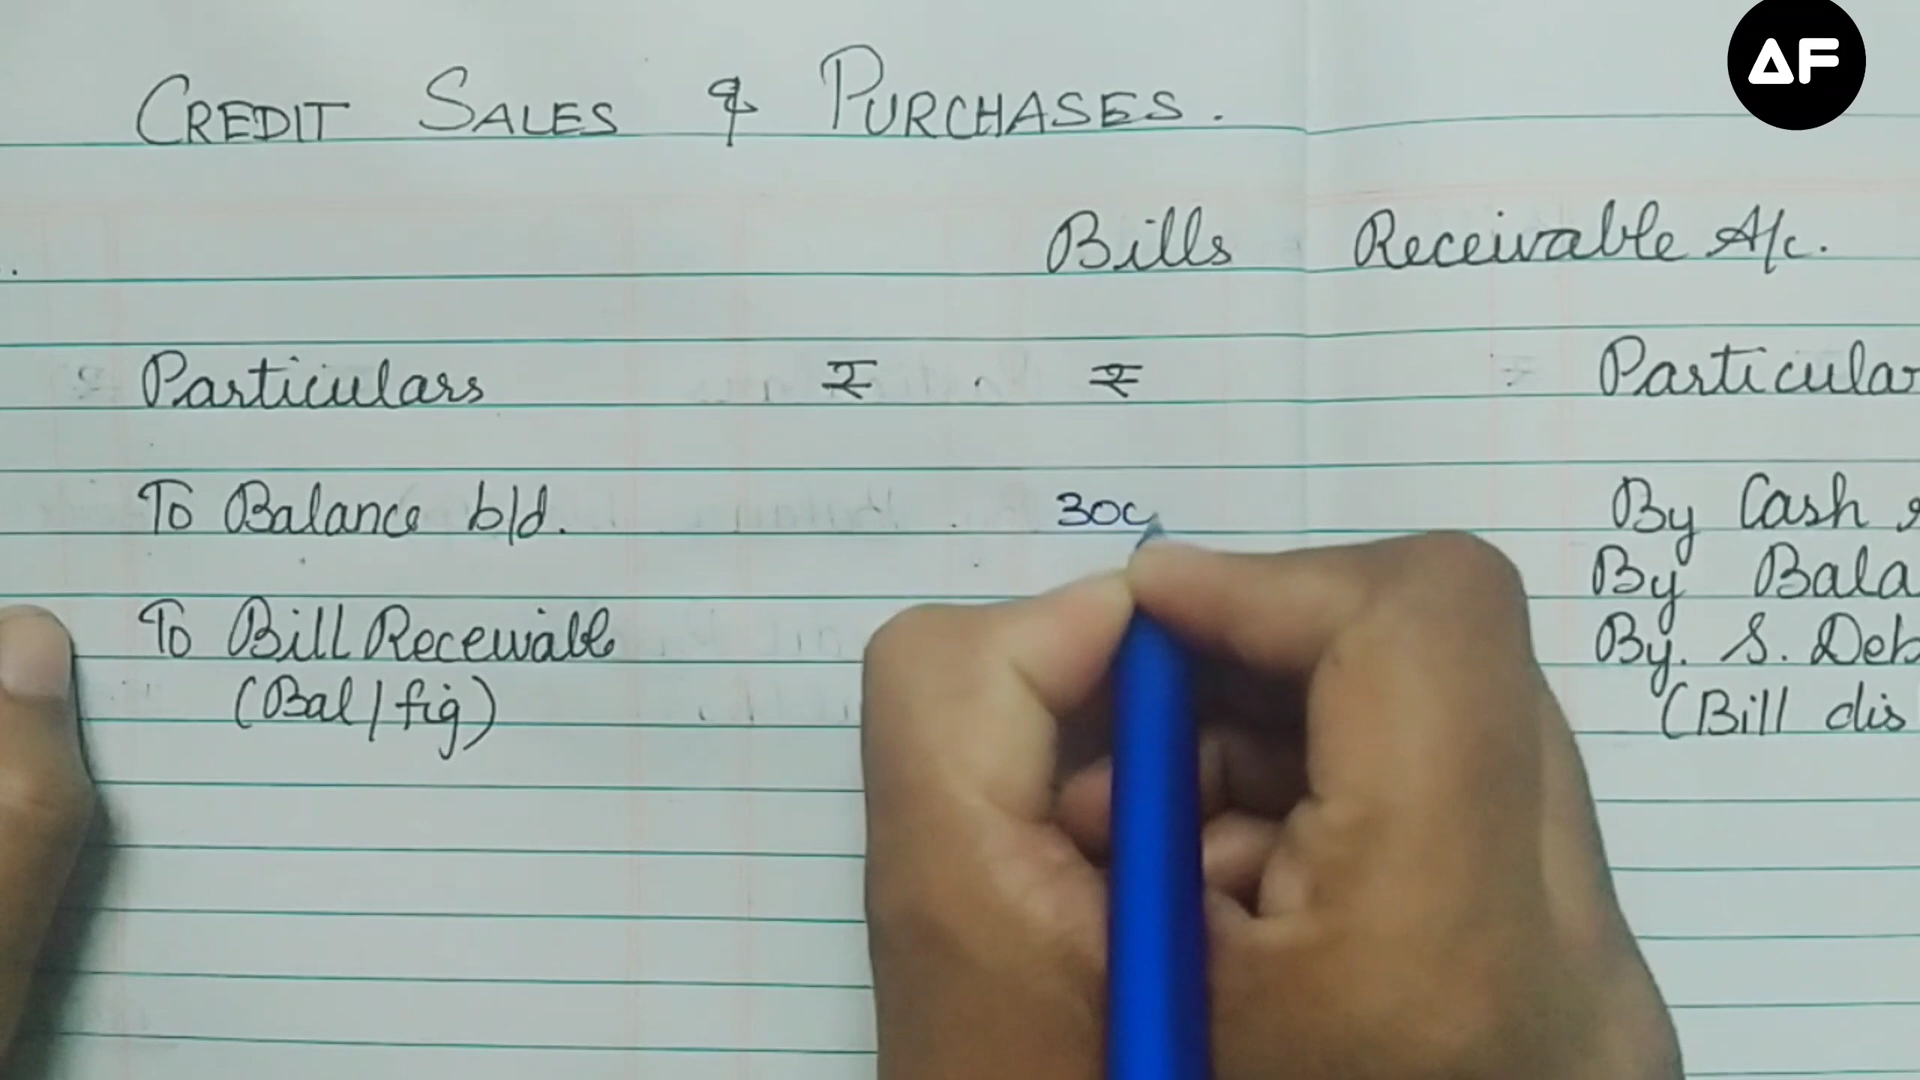 AF
CREDIT SALES & PURCHASES.
Bills Receivable A/c.
Particulars ₹ ₹ Particular
To Balance b/d. 300 By Cash
By Bala
To Bill Receivable By. S. Deb
(Bal/fig) (Bill dis